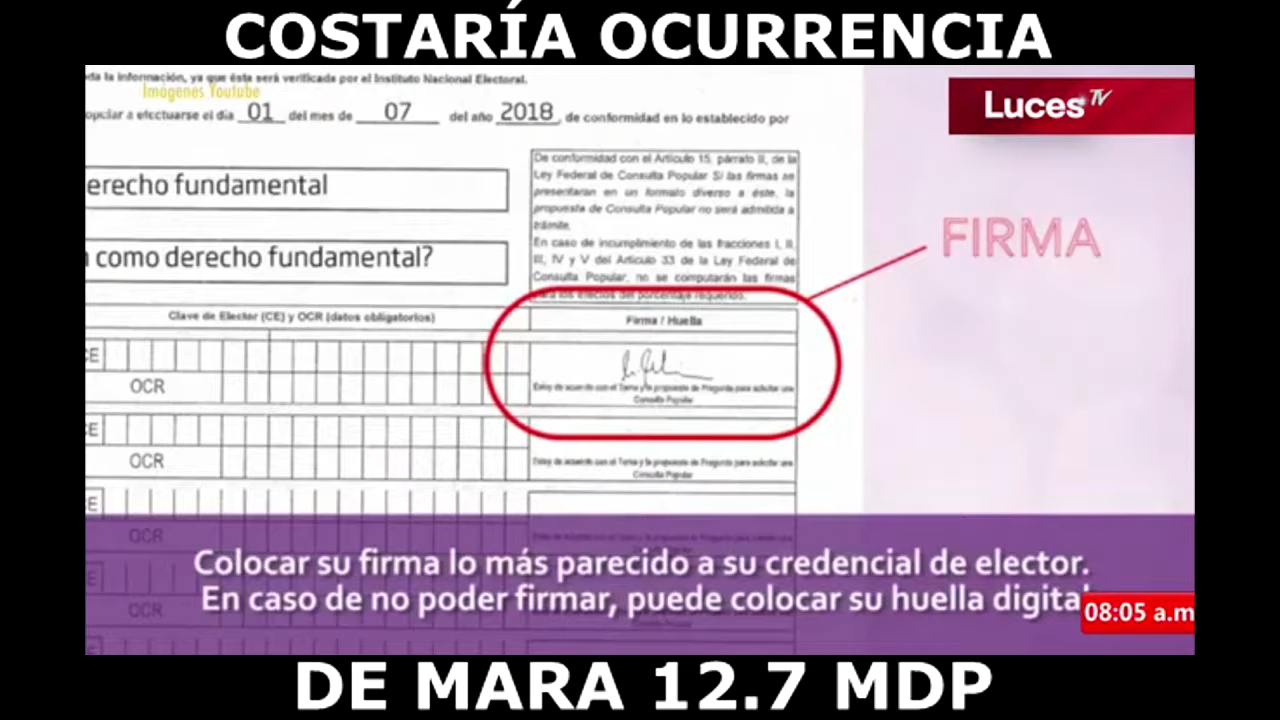 COSTARÍA OCURRENCIA
da la información, ya que ésta será verificada por el Instituto Nacional Electoral.
Imágenes Youtube
opular a efectuarse el día 01 del mes de 07 del año 2018, de conformidad en lo establecido por
Luces TV
De conformidad con el Artículo 15, párrato II, de la
Ley Federal de Consulta Popular Si las firmas se
presentaran en un formato diverso a éste, la
propuesta de Consulta Popular no será admitida a
trámite.
En caso de incumplimiento de las fracciones I, II,
III, IV y V del Artículo 33 de la Ley Federal de
Consulta Popular, no se computarán las firmas
para los efectos del porcentaje requerido.
erecho fundamental
como derecho fundamental?
FIRMA
Clave de Elector (CE) y OCR (datos obligatorios)
Firma / Huella
CE
OCR
Estoy de acuerdo con el Tema y la propuesta de Pregunta para solicitar una
Consulta Popular
CE
OCR
Estoy de acuerdo con el Tema y la propuesta de Pregunta para solicitar una
Consulta Popular
CE
OCR
CE
OCR
Colocar su firma lo más parecido a su credencial de elector.
En caso de no poder firmar, puede colocar su huella digital
08:05 a.m
DE MARA 12.7 MDP